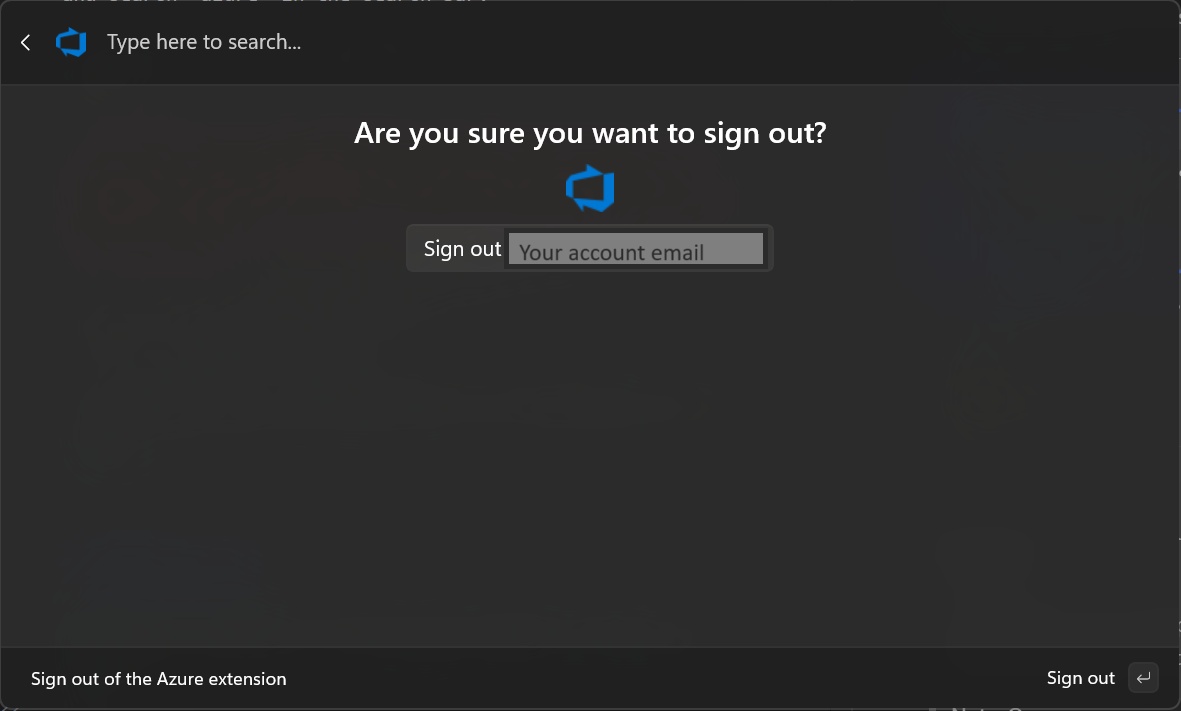 Type here to search...
Are you sure you want to sign out?
Sign out Your account email
Sign out of the Azure extension
Sign out